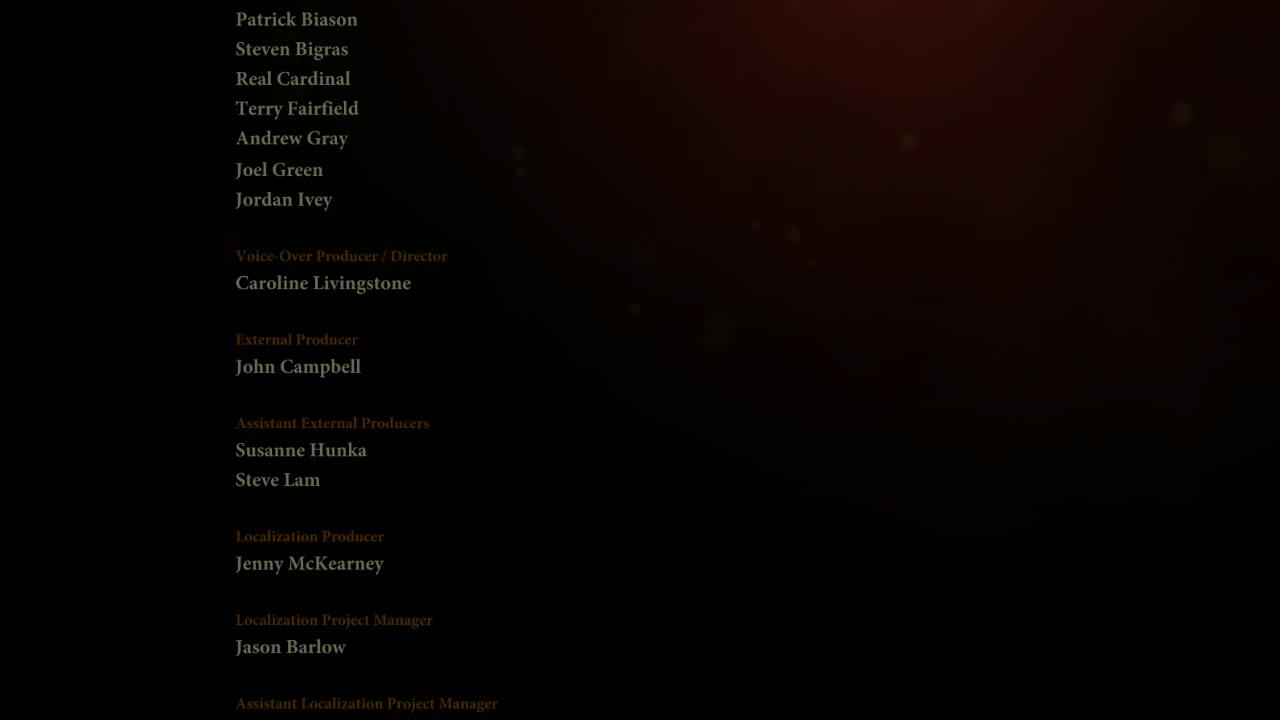 Patrick Biason
Steven Bigras
Real Cardinal
Terry Fairfield
Andrew Gray
Joel Green
Jordan Ivey
Voice-Over Producer / Director
Caroline Livingstone
External Producer
John Campbell
Assistant External Producers
Susanne Hunka
Steve Lam
Localization Producer
Jenny McKearney
Localization Project Manager
Jason Barlow
Assistant Localization Project Manager